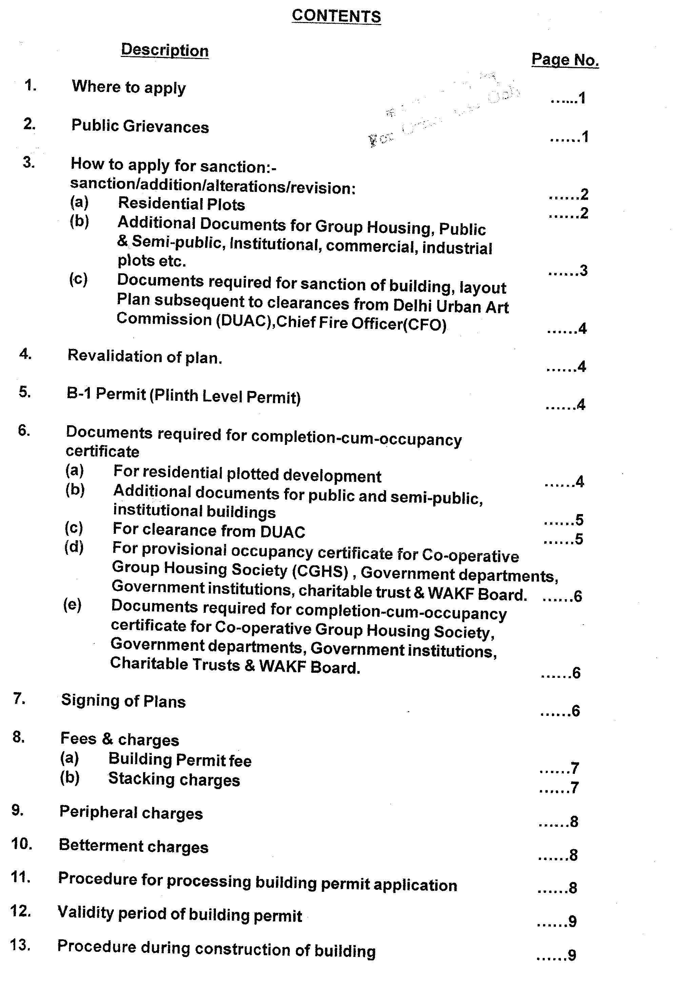 CONTENTS
Description Page No.
1. Where to apply ......1
2. Public Grievances ......1
3. How to apply for sanction:-
sanction/addition/alterations/revision: ......2
(a) Residential Plots ......2
(b) Additional Documents for Group Housing, Public
& Semi-public, Institutional, commercial, industrial
plots etc. ......3
(c) Documents required for sanction of building, layout
Plan subsequent to clearances from Delhi Urban Art
Commission (DUAC),Chief Fire Officer(CFO) ......4
4. Revalidation of plan. ......4
5. B-1 Permit (Plinth Level Permit) ......4
6. Documents required for completion-cum-occupancy
certificate
(a) For residential plotted development ......4
(b) Additional documents for public and semi-public,
institutional buildings ......5
(c) For clearance from DUAC ......5
(d) For provisional occupancy certificate for Co-operative
Group Housing Society (CGHS) , Government departments,
Government institutions, charitable trust & WAKF Board. ......6
(e) Documents required for completion-cum-occupancy
certificate for Co-operative Group Housing Society,
Government departments, Government institutions,
Charitable Trusts & WAKF Board. ......6
7. Signing of Plans ......6
8. Fees & charges
(a) Building Permit fee ......7
(b) Stacking charges ......7
9. Peripheral charges ......8
10. Betterment charges ......8
11. Procedure for processing building permit application ......8
12. Validity period of building permit ......9
13. Procedure during construction of building ......9
For